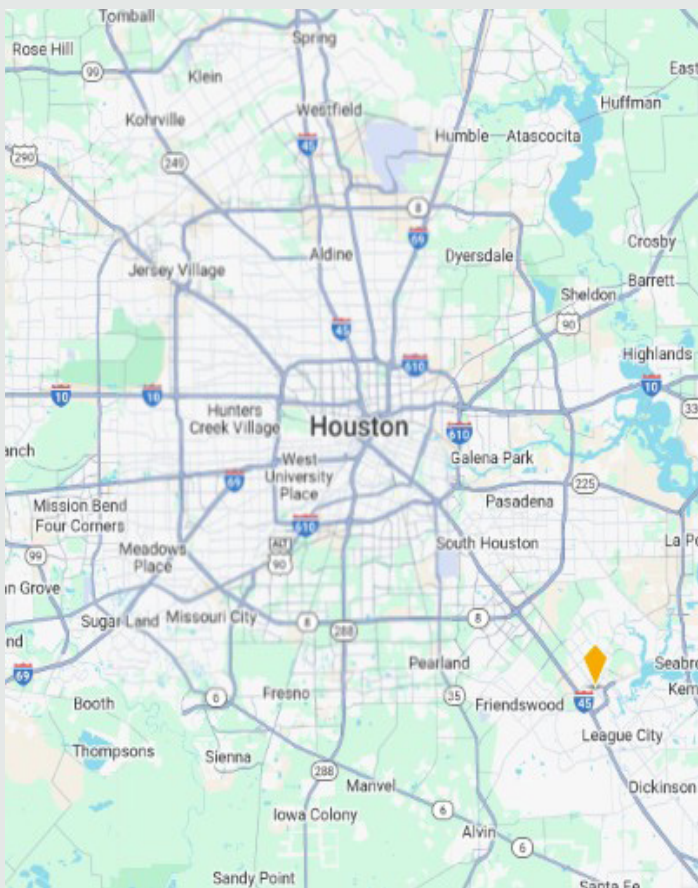 Tomball
Spring
Rose Hill
99
Klein
East
Huffman
Westfield
Kohrville
45
Humble
Atascocita
290
249
8
69
Crosby
Aldine
Dyersdale
Jersey Village
Barrett
Sheldon
45
90
610
Highlands
10
10
10
Hunters
Creek Village
Houston
33
610
anch
West
University
Place
Galena Park
69
225
Mission Bend
Four Corners
Pasadena
610
99
Meadows
Place
ALT
90
South Houston
La Po
n Grove
Sugar Land
Missouri City
8
288
8
nd
69
Pearland
Seabro
Kem
Booth
6
Fresno
35
Friendswood
45
League City
Thompsons
Sienna
288
Manvel
Dickinson
Iowa Colony
6
Alvin
6
Sandy Point
Santa Fe